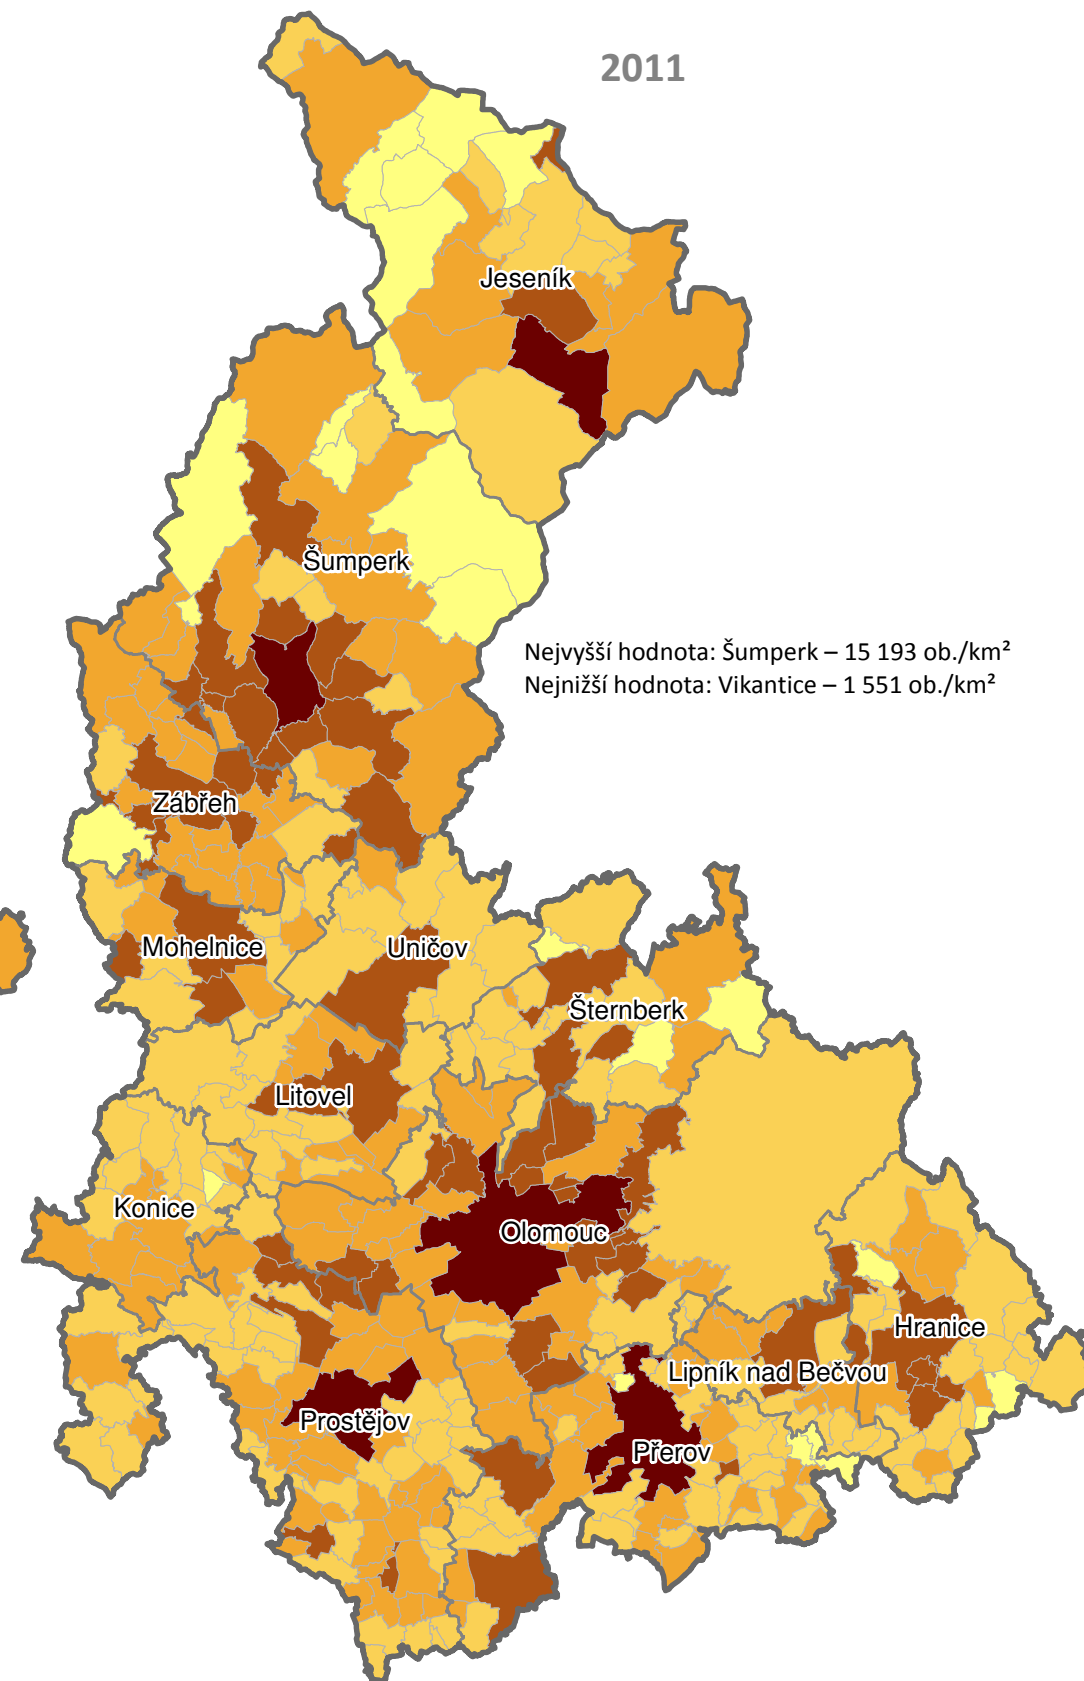 2011
Jeseník
Šumperk
Nejvyšší hodnota: Šumperk – 15 193 ob./km²
Nejnižší hodnota: Vikantice – 1 551 ob./km²
Zábřeh
Mohelnice
Uničov
Šternberk
Litovel
Konice
Olomouc
Hranice
Lipník nad Bečvou
Prostějov
Přerov